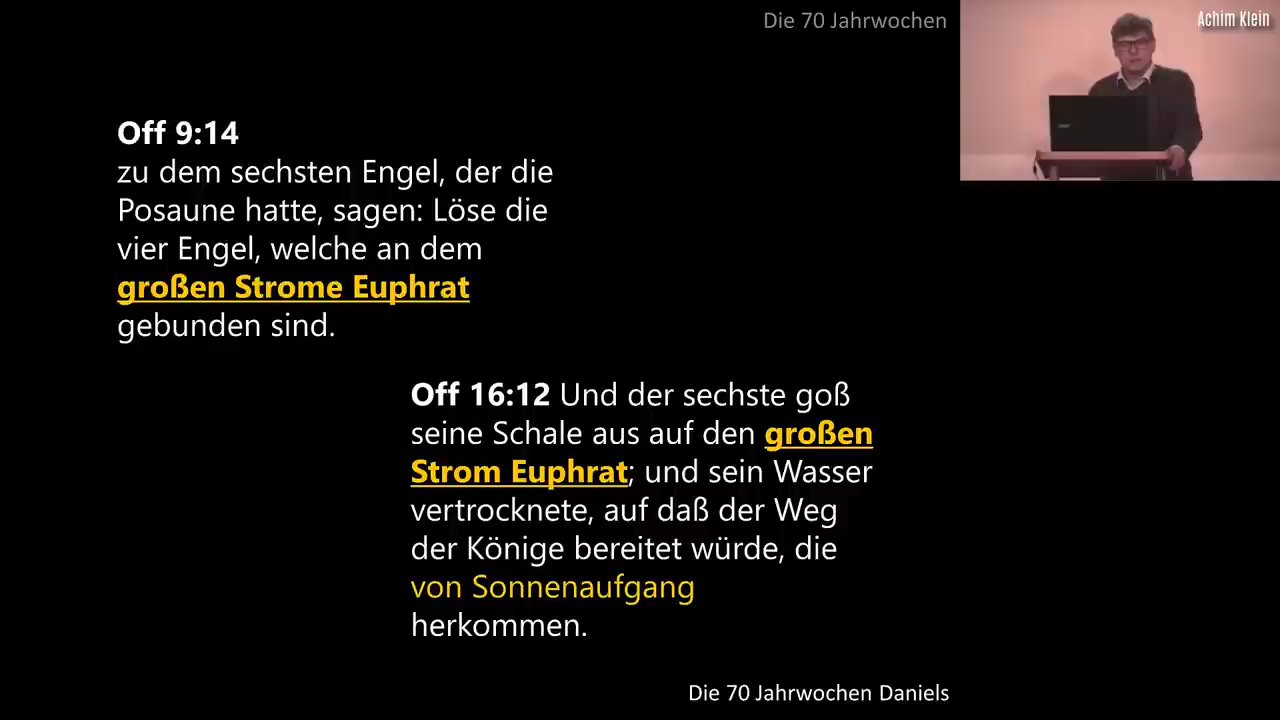 Die 70 Jahrwochen
Achim Klein
Off 9:14
zu dem sechsten Engel, der die
Posaune hatte, sagen: Löse die
vier Engel, welche an dem
großen Strome Euphrat
gebunden sind.
Off 16:12 Und der sechste goß
seine Schale aus auf den großen
Strom Euphrat; und sein Wasser
vertrocknete, auf daß der Weg
der Könige bereitet würde, die
von Sonnenaufgang
herkommen.
Die 70 Jahrwochen Daniels